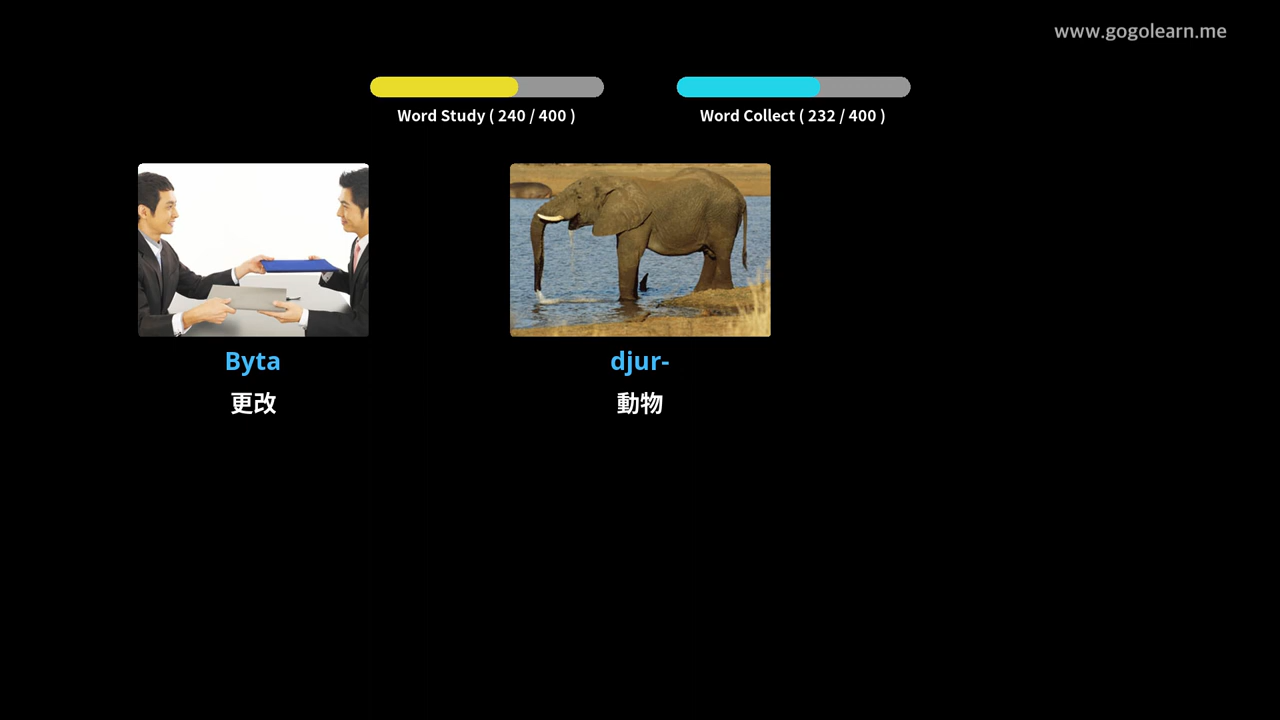 www.gogolearn.me
Word Study ( 240 / 400 )
Word Collect ( 232 / 400 )
Byta
djur-
更改
動物